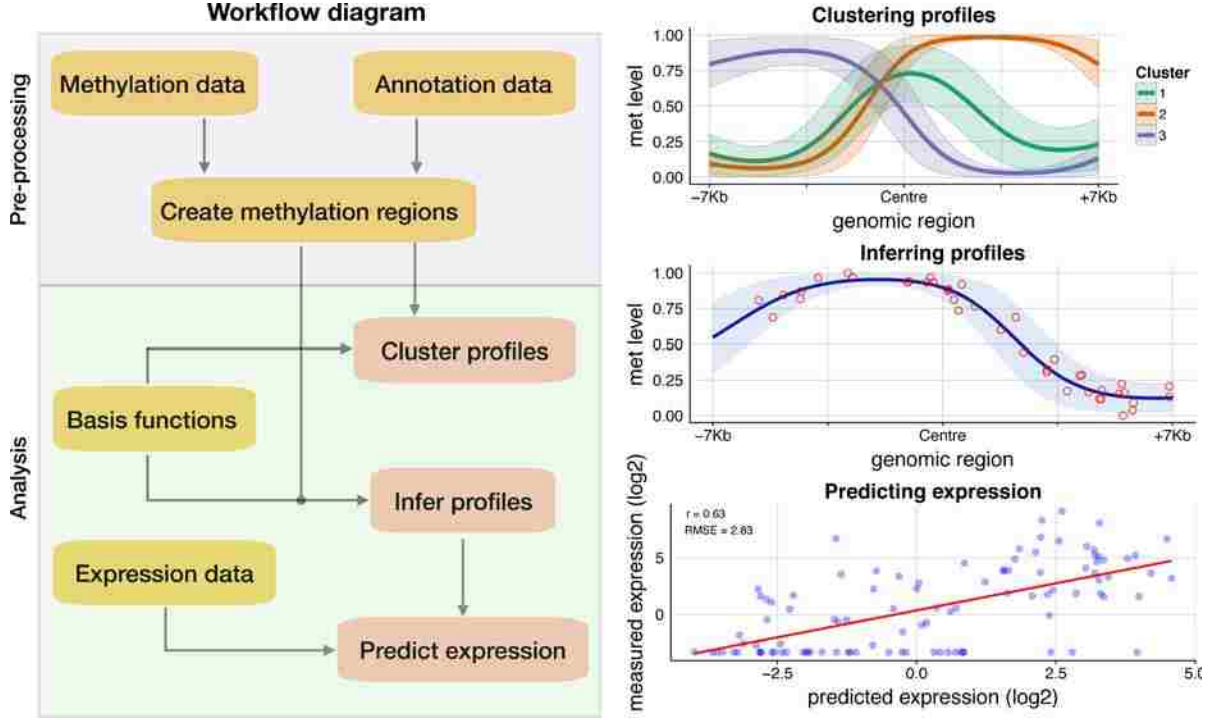 Workflow diagram
Pre-processing
Methylation data
Annotation data
Create methylation regions
Analysis
Cluster profiles
Basis functions
Infer profiles
Expression data
Predict expression
Clustering profiles
met level
1.00
0.75
0.50
0.25
0.00
−7Kb
Centre
+7Kb
genomic region
Cluster
1
2
3
Inferring profiles
met level
1.00
0.75
0.50
0.25
0.00
−7Kb
Centre
+7Kb
genomic region
Predicting expression
measured expression (log2)
r = 0.63
RMSE = 2.83
5
0
−2.5
0.0
2.5
5.0
predicted expression (log2)